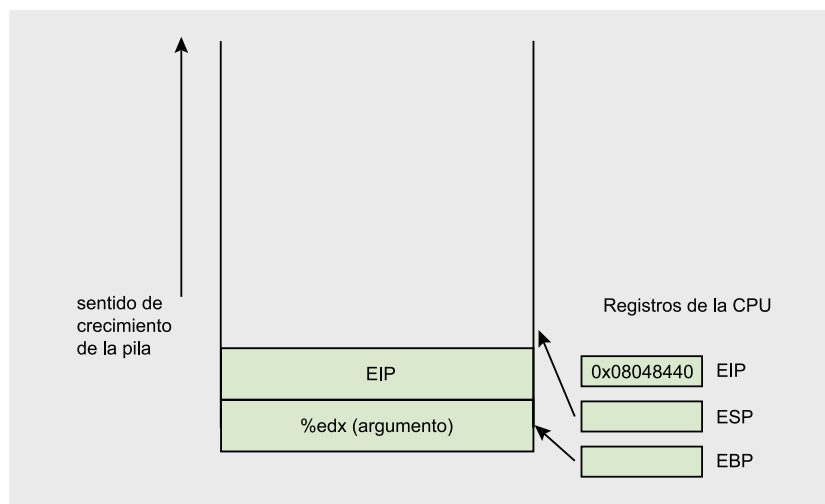 sentido de
crecimiento
de la pila
Registros de la CPU
EIP
0x08048440 EIP
%edx (argumento)
ESP
EBP